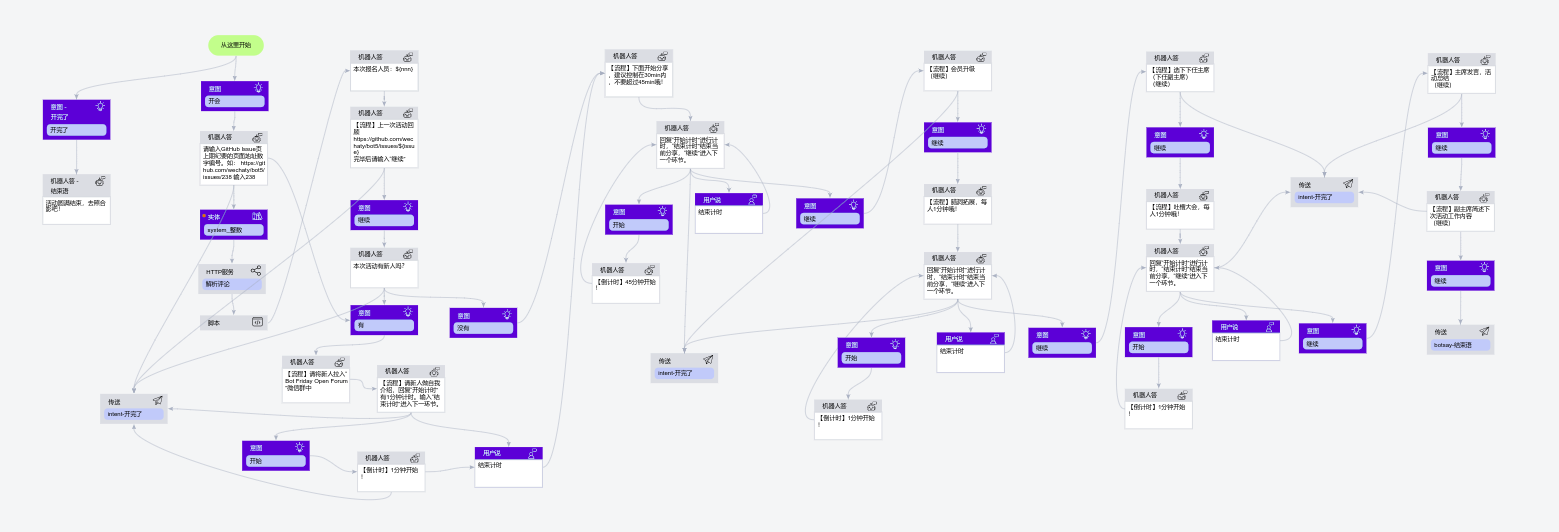 从这里开始
意图 -
开完了
开完了
机器人答 -
结束语
活动圆满结束，去照合
影吧！
意图
开会
机器人答
请输入GitHub Issue页
上期纪要的页面地址数
字编号。如： https://git
hub.com/wechaty/bot5/
issues/238 输入238
实体
system_整数
HTTP服务
解析评论
脚本
传送
intent-开完了
机器人答
本次报名人员：${nnn}
机器人答
【流程】上一次活动回
顾
https://github.com/wec
haty/bot5/issues/${issu
e}
完毕后请输入"继续"
意图
继续
机器人答
本次活动有新人吗？
意图
有
意图
没有
机器人答
【流程】请将新人拉入"
Bot Friday Open Forum
"微信群中
机器人答
【流程】请新人做自我
介绍，回复"开始计时"
有1分钟计时。输入"结
束计时"进入下一环节。
意图
开始
机器人答
【倒计时】1分钟开始
！
用户说
结束计时
机器人答
【流程】下面开始分享
，建议控制在30min内
，不要超过45min哦！
机器人答
回复"开始计时"进行计
时，"结束计时"结束当
前分享，"继续"进入下
一个环节。
意图
开始
用户说
结束计时
意图
继续
机器人答
【倒计时】45分钟开始
！
传送
intent-开完了
机器人答
【流程】会员升级
（继续）
意图
继续
机器人答
【流程】脑洞拓展，每
人1分钟哦！
机器人答
回复"开始计时"进行计
时，"结束计时"结束当
前分享，"继续"进入下
一个环节。
意图
开始
用户说
结束计时
意图
继续
机器人答
【倒计时】1分钟开始
！
机器人答
【流程】选下下任主席
（下任副主席）
（继续）
意图
继续
机器人答
【流程】吐槽大会，每
人1分钟哦！
机器人答
回复"开始计时"进行计
时，"结束计时"结束当
前分享，"继续"进入下
一个环节。
意图
开始
用户说
结束计时
意图
继续
机器人答
【倒计时】1分钟开始
！
传送
intent-开完了
机器人答
【流程】主席发言，活
动总结
（继续）
意图
继续
机器人答
【流程】副主席简述下
次活动工作内容
（继续）
意图
继续
传送
botsay-结束语